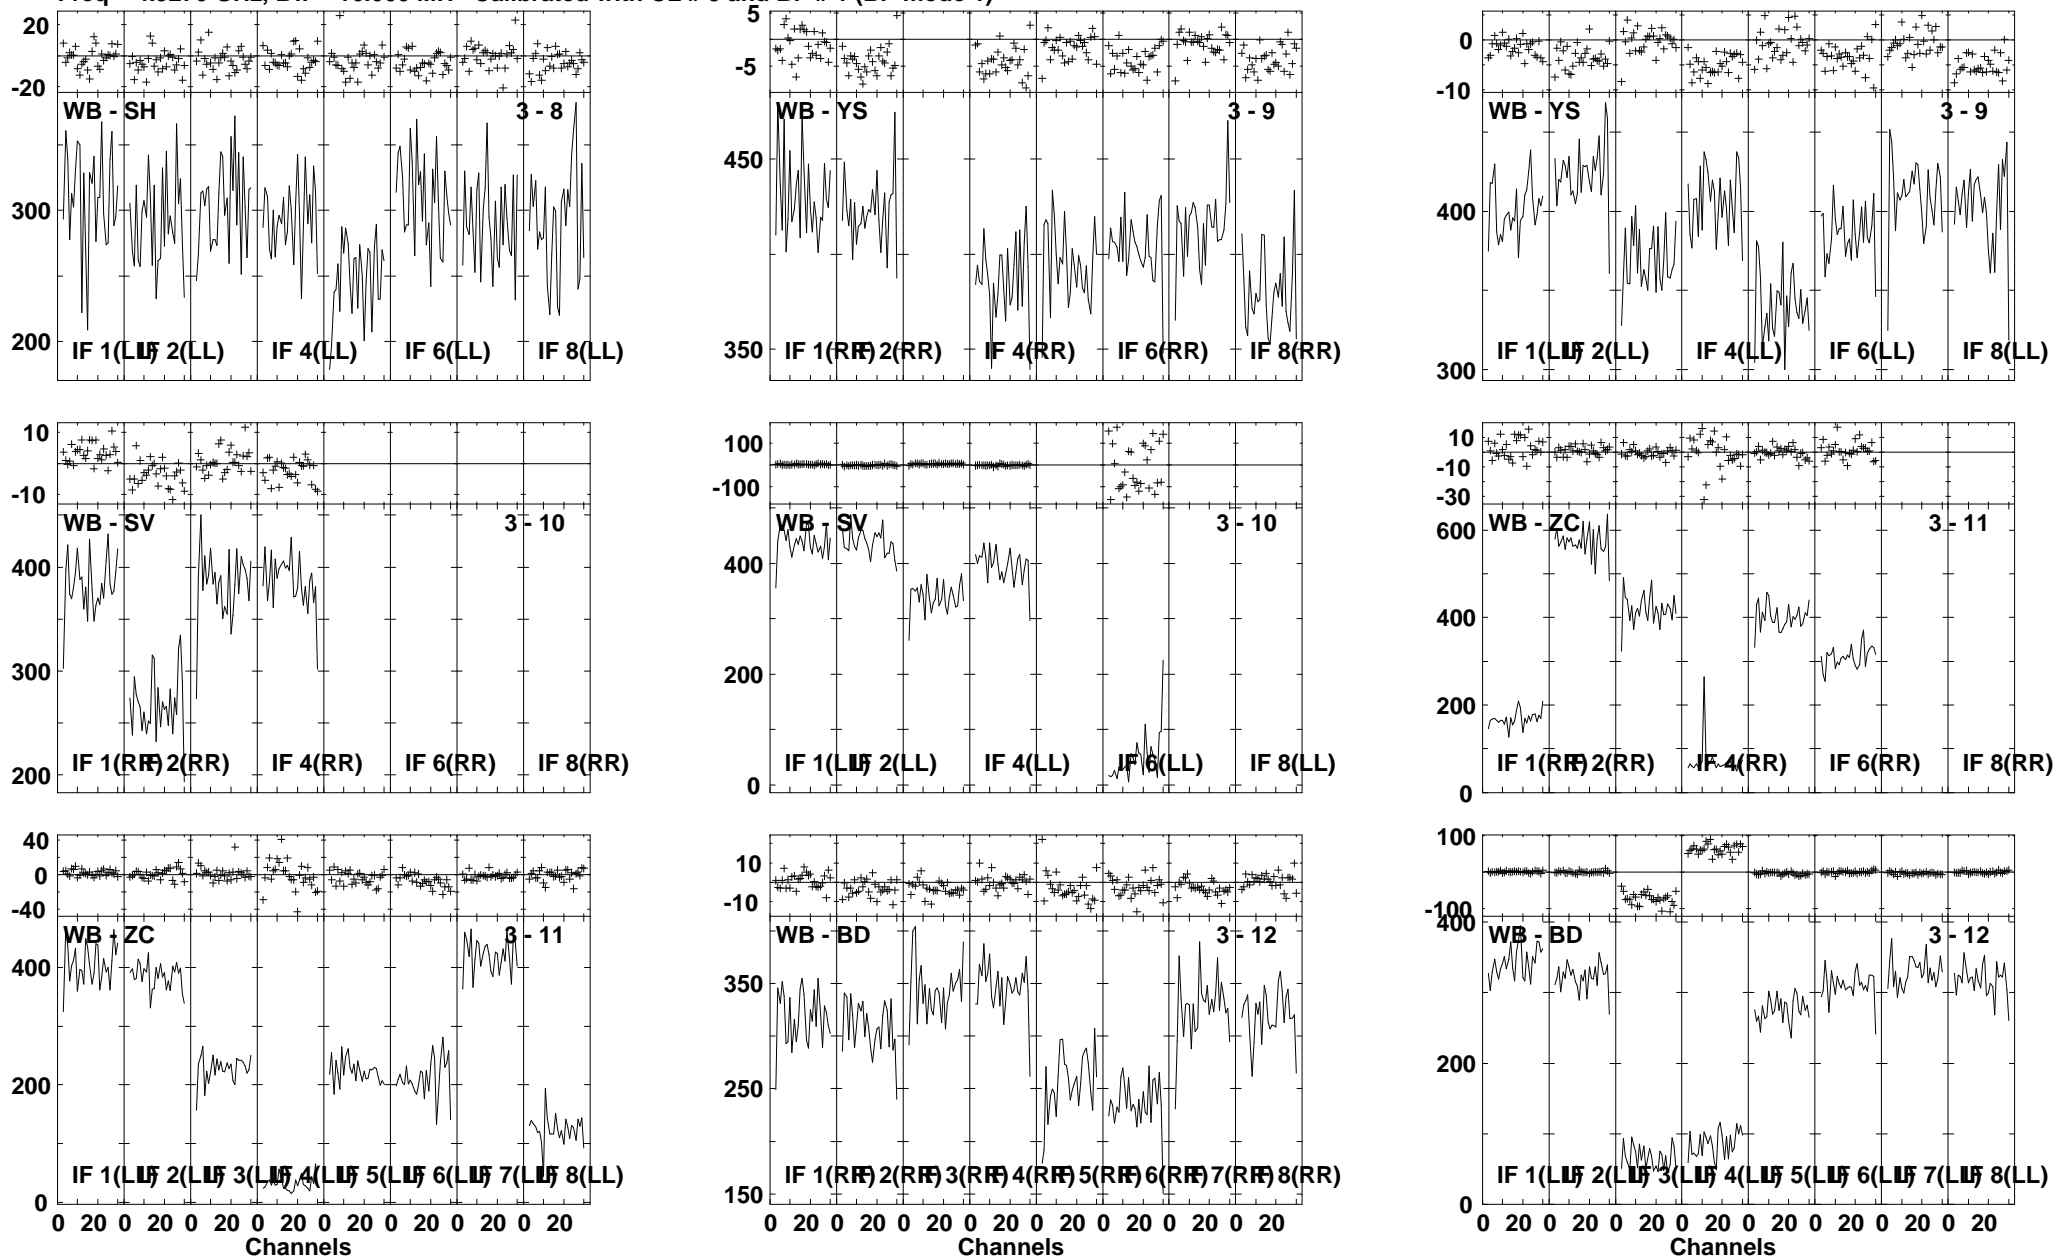 20
0
-20
WB - SH
3 - 8
300
200
IF 1(LL)
IF 2(LL)
IF 4(LL)
IF 6(LL)
IF 8(LL)
5
-5
WB - YS
3 - 9
450
350
IF 1(RR)
IF 2(RR)
IF 4(RR)
IF 6(RR)
IF 8(RR)
0
-10
WB - YS
3 - 9
400
300
IF 1(LL)
IF 2(LL)
IF 4(LL)
IF 6(LL)
IF 8(LL)
10
-10
WB - SV
3 - 10
400
300
200
IF 1(RR)
IF 2(RR)
IF 4(RR)
IF 6(RR)
IF 8(RR)
100
-100
WB - SV
3 - 10
400
200
0
IF 1(LL)
IF 2(LL)
IF 4(LL)
IF 6(LL)
IF 8(LL)
10
-10
-30
WB - ZC
3 - 11
600
400
200
0
IF 1(RR)
IF 2(RR)
IF 4(RR)
IF 6(RR)
IF 8(RR)
40
0
-40
WB - ZC
3 - 11
400
200
0
IF 1(LL)
IF 2(LL)
IF 3(LL)
IF 4(LL)
IF 5(LL)
IF 6(LL)
IF 7(LL)
IF 8(LL)
0 20 0 20 0 20 0 20 0 20 0 20 0 20 0 20
Channels
10
-10
WB - BD
3 - 12
350
250
150
IF 1(RR)
IF 2(RR)
IF 3(RR)
IF 4(RR)
IF 5(RR)
IF 6(RR)
IF 7(RR)
IF 8(RR)
0 20 0 20 0 20 0 20 0 20 0 20 0 20 0 20
Channels
100
-100
WB - BD
3 - 12
400
200
0
IF 1(LL)
IF 2(LL)
IF 3(LL)
IF 4(LL)
IF 5(LL)
IF 6(LL)
IF 7(LL)
IF 8(LL)
0 20 0 20 0 20 0 20 0 20 0 20 0 20 0 20
Channels